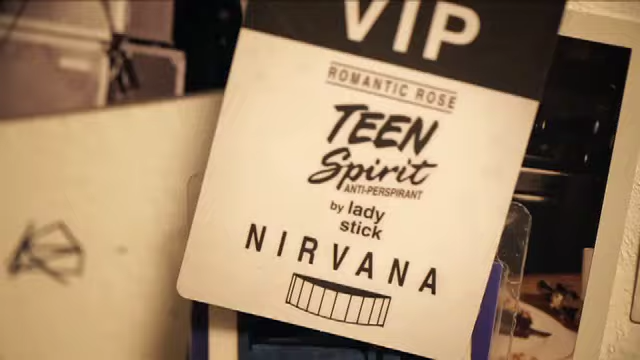 VIP
ROMANTIC ROSE
TEEN
Spirit
ANTI-PERSPIRANT
by lady
stick
NIRVANA